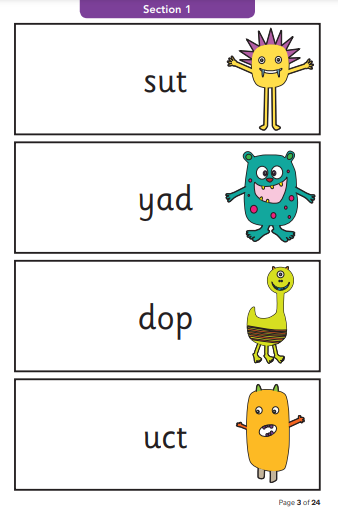 Section 1
sut
yad
dop
uct
Page 3 of 24